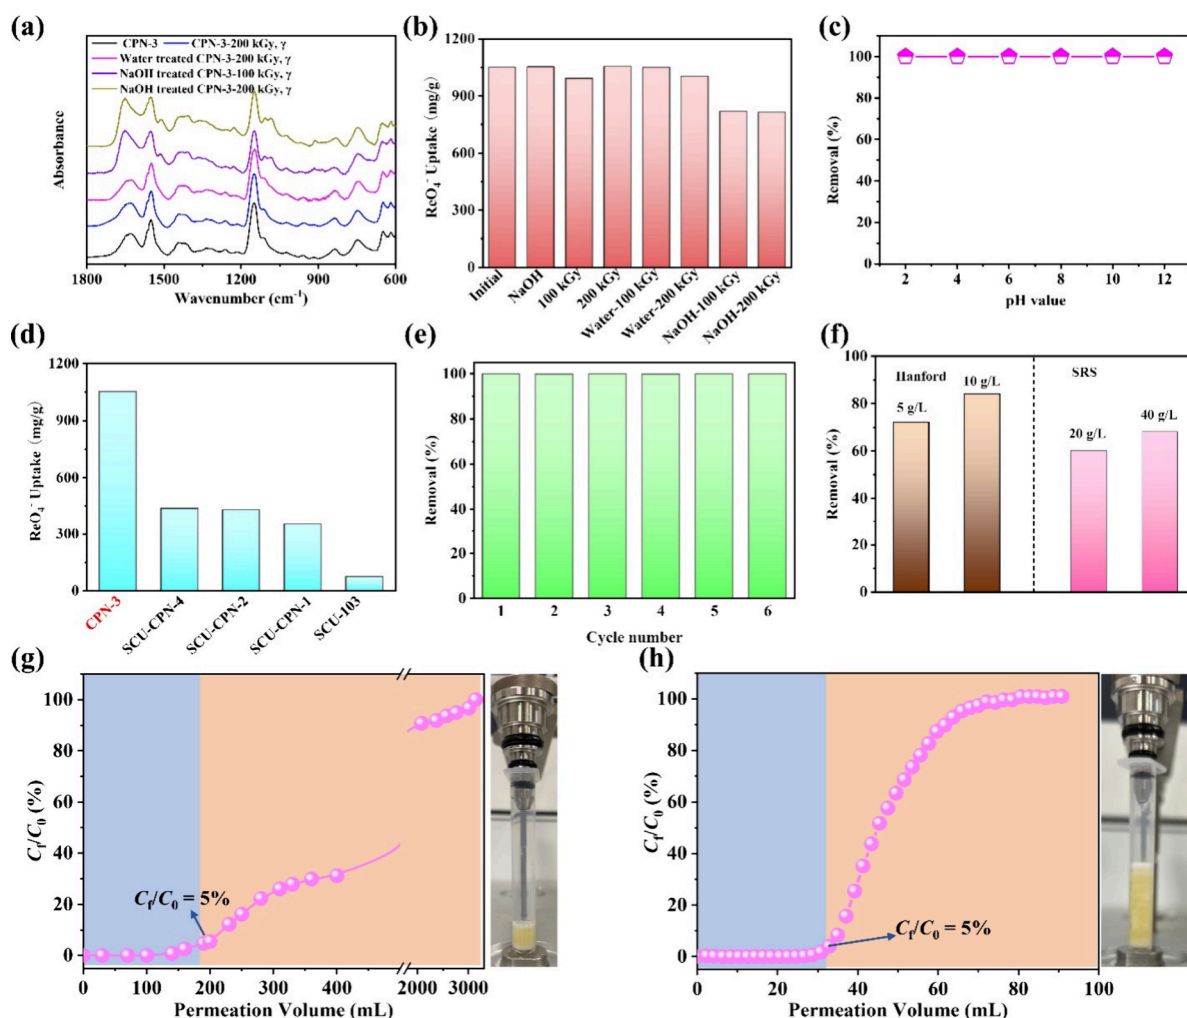 (a)
CPN-3 CPN-3-200 kGy, γ
Water treated CPN-3-200 kGy, γ
NaOH treated CPN-3-100 kGy, γ
NaOH treated CPN-3-200 kGy, γ
Absorbance
1800 1500 1200 900 600
Wavenumber (cm⁻¹)
(b)
ReO₄⁻ Uptake (mg/g)
1200
900
600
300
0
Initial
NaOH
100 kGy
200 kGy
Water-100 kGy
Water-200 kGy
NaOH-100 kGy
NaOH-200 kGy
(c)
Removal (%)
100
80
60
40
20
0
2 4 6 8 10 12
pH value
(d)
ReO₄⁻ Uptake (mg/g)
1200
900
600
300
0
CPN-3
SCU-CPN-4
SCU-CPN-2
SCU-CPN-1
SCU-103
(e)
Removal (%)
100
80
60
40
20
0
1 2 3 4 5 6
Cycle number
(f)
Removal (%)
100
80
60
40
20
0
Hanford
5 g/L
10 g/L
SRS
20 g/L
40 g/L
(g)
Cf/C₀ (%)
100
80
60
40
20
0
Cf/C₀ = 5%
0 100 200 300 400 2000 3000
Permeation Volume (mL)
(h)
Cf/C₀ (%)
100
80
60
40
20
0
Cf/C₀ = 5%
0 20 40 60 80 100
Permeation Volume (mL)